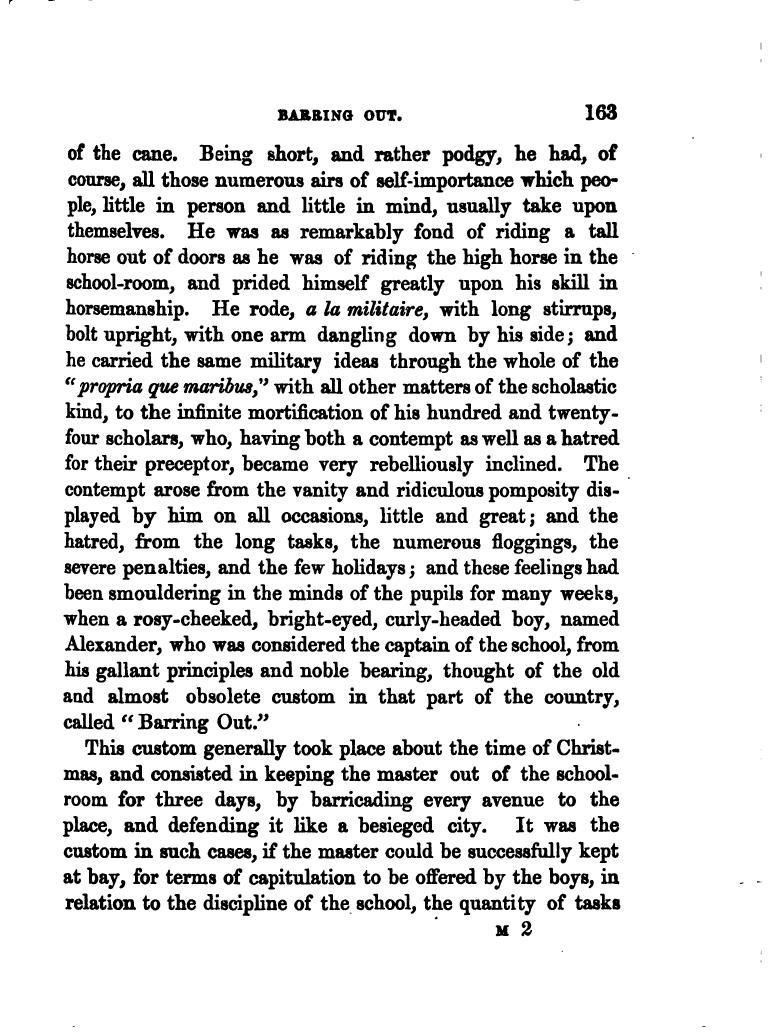 BARRING OUT. 163
of the cane. Being short, and rather podgy, he had, of
course, all those numerous airs of self-importance which peo-
ple, little in person and little in mind, usually take upon
themselves. He was as remarkably fond of riding a tall
horse out of doors as he was of riding the high horse in the
school-room, and prided himself greatly upon his skill in
horsemanship. He rode, a la militaire, with long stirrups,
bolt upright, with one arm dangling down by his side; and
he carried the same military ideas through the whole of the
“propria que maribus,” with all other matters of the scholastic
kind, to the infinite mortification of his hundred and twenty-
four scholars, who, having both a contempt as well as a hatred
for their preceptor, became very rebelliously inclined. The
contempt arose from the vanity and ridiculous pomposity dis-
played by him on all occasions, little and great; and the
hatred, from the long tasks, the numerous floggings, the
severe penalties, and the few holidays; and these feelings had
been smouldering in the minds of the pupils for many weeks,
when a rosy-cheeked, bright-eyed, curly-headed boy, named
Alexander, who was considered the captain of the school, from
his gallant principles and noble bearing, thought of the old
and almost obsolete custom in that part of the country,
called “Barring Out.”
This custom generally took place about the time of Christ-
mas, and consisted in keeping the master out of the school-
room for three days, by barricading every avenue to the
place, and defending it like a besieged city. It was the
custom in such cases, if the master could be successfully kept
at bay, for terms of capitulation to be offered by the boys, in
relation to the discipline of the school, the quantity of tasks
M 2